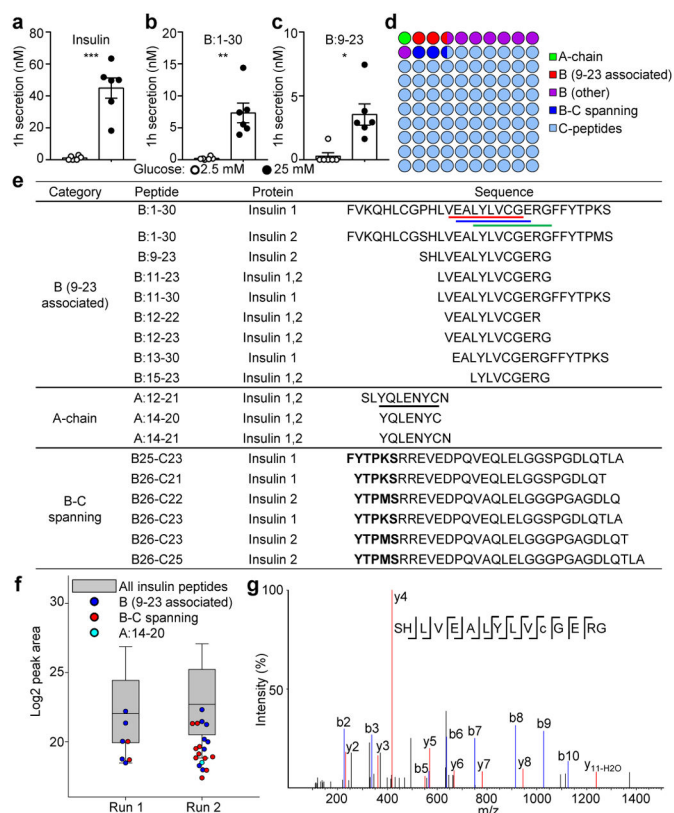 a
Insulin
***
1h secretion (nM)
80
60
40
20
0
b
B:1-30
**
1h secretion (nM)
20
15
10
5
0
c
B:9-23
*
1h secretion (nM)
10
5
0
Glucose: 2.5 mM 25 mM
d
A-chain
B (9-23 associated)
B (other)
B-C spanning
C-peptides
e
Category Peptide Protein Sequence
B:1-30 Insulin 1 FVKQHLCGPHLVEALYLVCGERGFFYTPKS
B:1-30 Insulin 2 FVKQHLCGSHLVEALYLVCGERGFFYTPMS
B:9-23 Insulin 2 SHLVEALYLVCGERG
B (9-23 associated)
B:11-23 Insulin 1,2 LVEALYLVCGERG
B:11-30 Insulin 1 LVEALYLVCGERGFFYTPKS
B:12-22 Insulin 1,2 VEALYLVCGER
B:12-23 Insulin 1,2 VEALYLVCGERG
B:13-30 Insulin 1 EALYLVCGERGFFYTPKS
B:15-23 Insulin 1,2 LYLVCGERG
A-chain
A:12-21 Insulin 1,2 SLYQLENYCN
A:14-20 Insulin 1,2 YQLENYC
A:14-21 Insulin 1,2 YQLENYCN
B-C spanning
B25-C23 Insulin 1 FYTPKSRREVEDPQVEQLELGGSPGDLQTLA
B26-C21 Insulin 1 YTPKSRREVEDPQVEQLELGGSPGDLQT
B26-C22 Insulin 2 YTPMSRREVEDPQVAQLELGGGPGAGDLQ
B26-C23 Insulin 1 YTPKSRREVEDPQVEQLELGGSPGDLQTLA
B26-C23 Insulin 2 YTPMSRREVEDPQVAQLELGGGPGAGDLQT
B26-C25 Insulin 2 YTPMSRREVEDPQVAQLELGGGPGAGDLQTLA
f
All insulin peptides
B (9-23 associated)
B-C spanning
A:14-20
Log2 peak area
30
25
20
Run 1 Run 2
g
Intensity (%)
100
50
SHLVEALYLVcGERG
y4
b2
y2
b3
y3
b5
y5
b6
y6
b7
y7
b8
y8
b9
b10
y11-H2O
200 400 600 800 1000 1200 1400
m/z